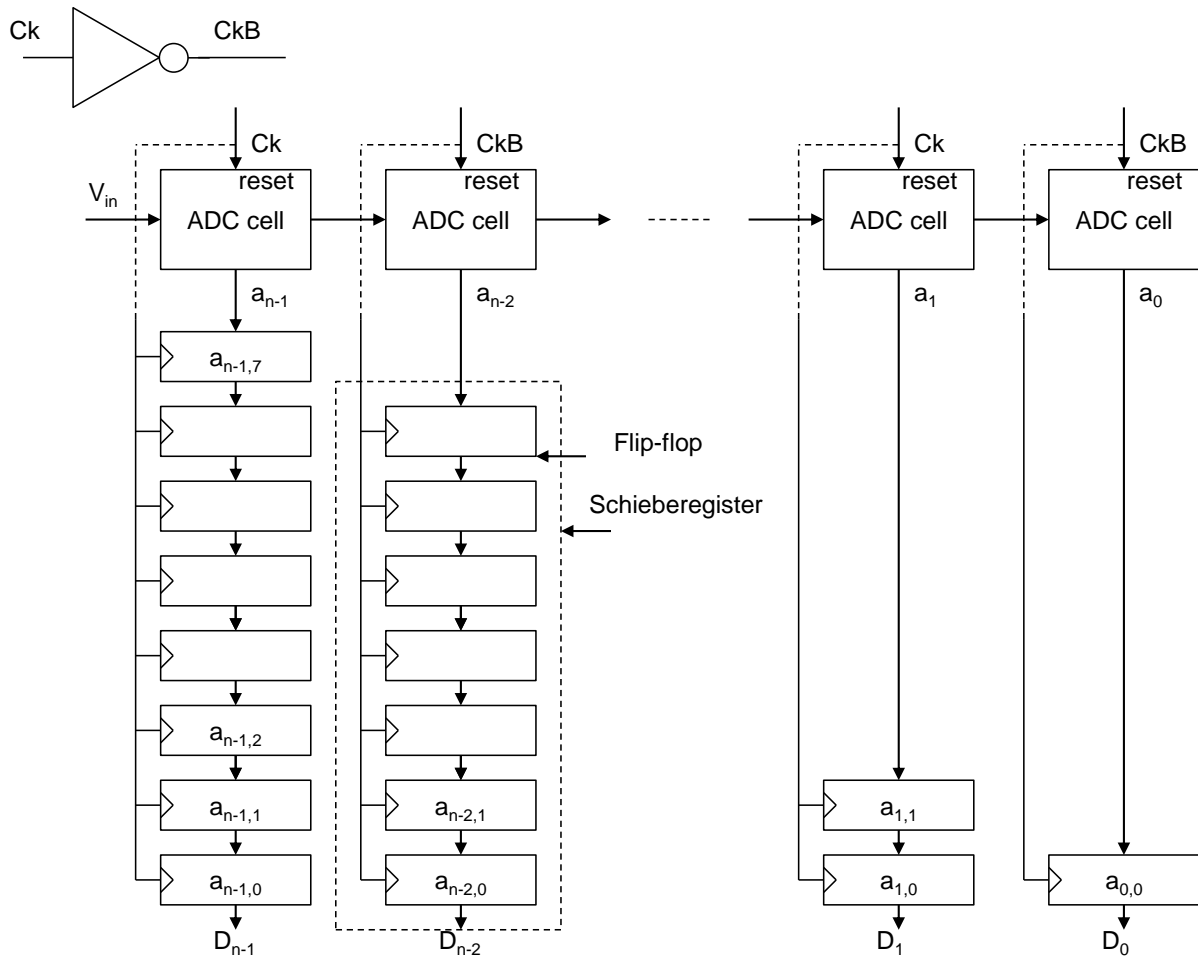 Ck CkB
Ck CkB Ck CkB
V_in reset reset reset reset
ADC cell ADC cell ADC cell ADC cell
a_n-1 a_n-2 a_1 a_0
a_n-1,7
Flip-flop
Schieberegister
a_n-1,2
a_n-1,1 a_n-2,1 a_1,1
a_n-1,0 a_n-2,0 a_1,0 a_0,0
D_n-1 D_n-2 D_1 D_0